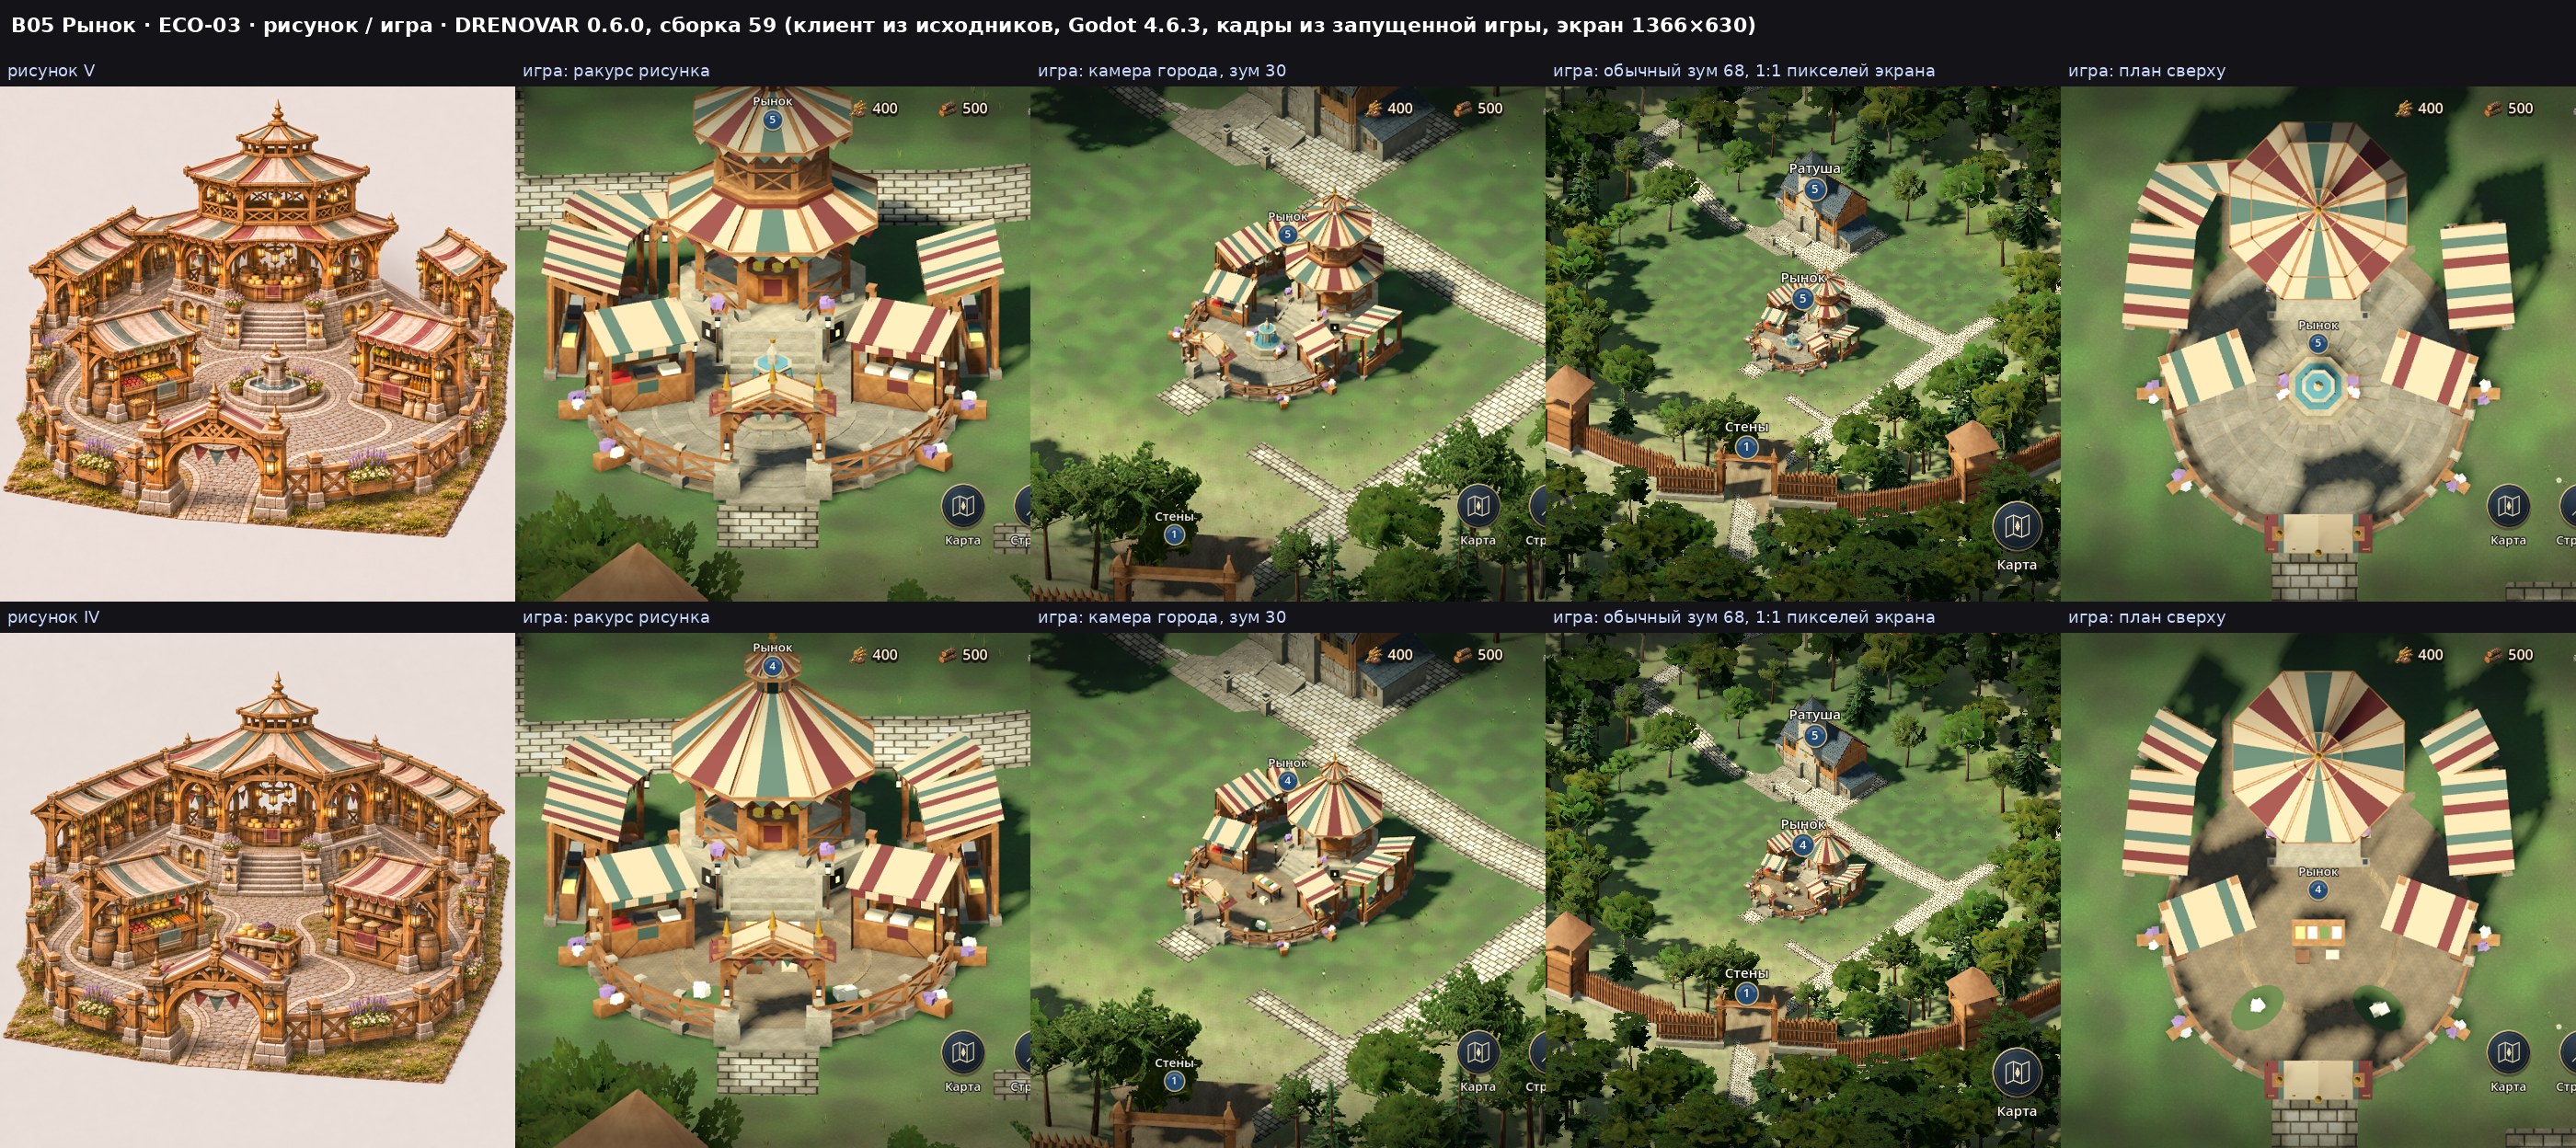 B05 Рынок · ECO-03 · рисунок / игра · DRENOVAR 0.6.0, сборка 59 (клиент из исходников, Godot 4.6.3, кадры из запущенной игры, экран 1366×630)
рисунок V
игра: ракурс рисунка
игра: камера города, зум 30
игра: обычный зум 68, 1:1 пикселей экрана
игра: план сверху
Рынок
5
400
500
Карта
Стр
400
500
Рынок
5
Стены
1
Карта
Стр
Ратуша
5
Рынок
5
Стены
1
Карта
400
500
Рынок
5
Карта
Стр
рисунок IV
игра: ракурс рисунка
игра: камера города, зум 30
игра: обычный зум 68, 1:1 пикселей экрана
игра: план сверху
Рынок
4
400
500
Карта
Стр
400
500
Рынок
4
Стены
1
Карта
Стр
Ратуша
5
Рынок
4
Стены
1
Карта
400
500
Рынок
4
Карта
Стр